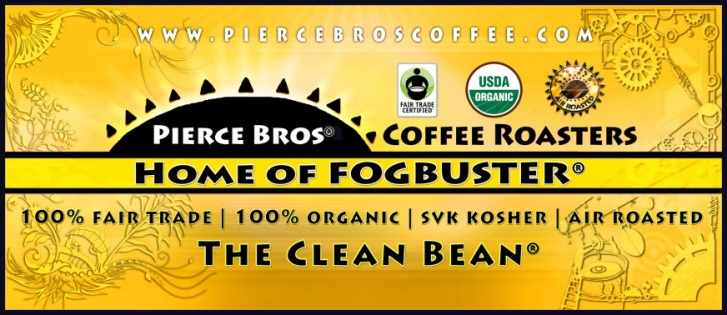 WWW.PIERCEBROSCOFFEE.COM
FAIR TRADE
CERTIFIED
USDA
ORGANIC
AIR ROASTED
PIERCE BROS® COFFEE ROASTERS
HOME OF FOGBUSTER®
100% FAIR TRADE | 100% ORGANIC | SVK KOSHER | AIR ROASTED
THE CLEAN BEAN®